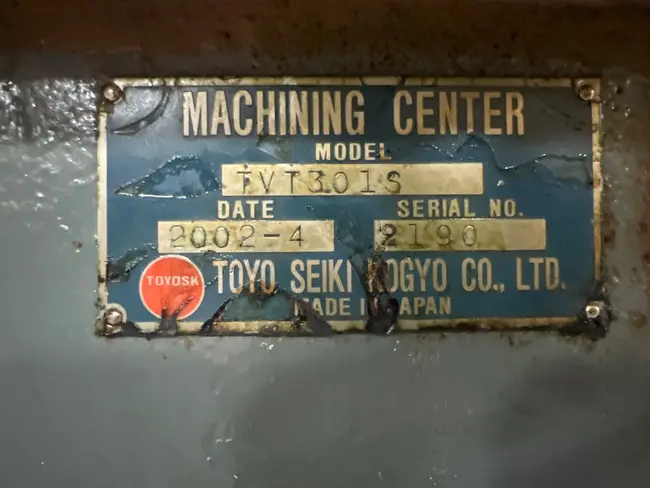 MACHINING CENTER
MODEL
TVT301S
DATE SERIAL NO.
2002-4 2190
TOYOSK TOYO SEIKI KOGYO CO., LTD.
MADE IN JAPAN